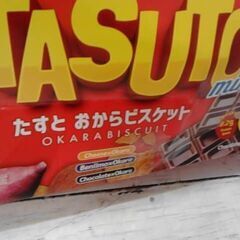 TASUTO
たすと おからビスケット
OKARABISCUIT
Cheese×Okara
Beniimo×Okara
Chocolate×Okara